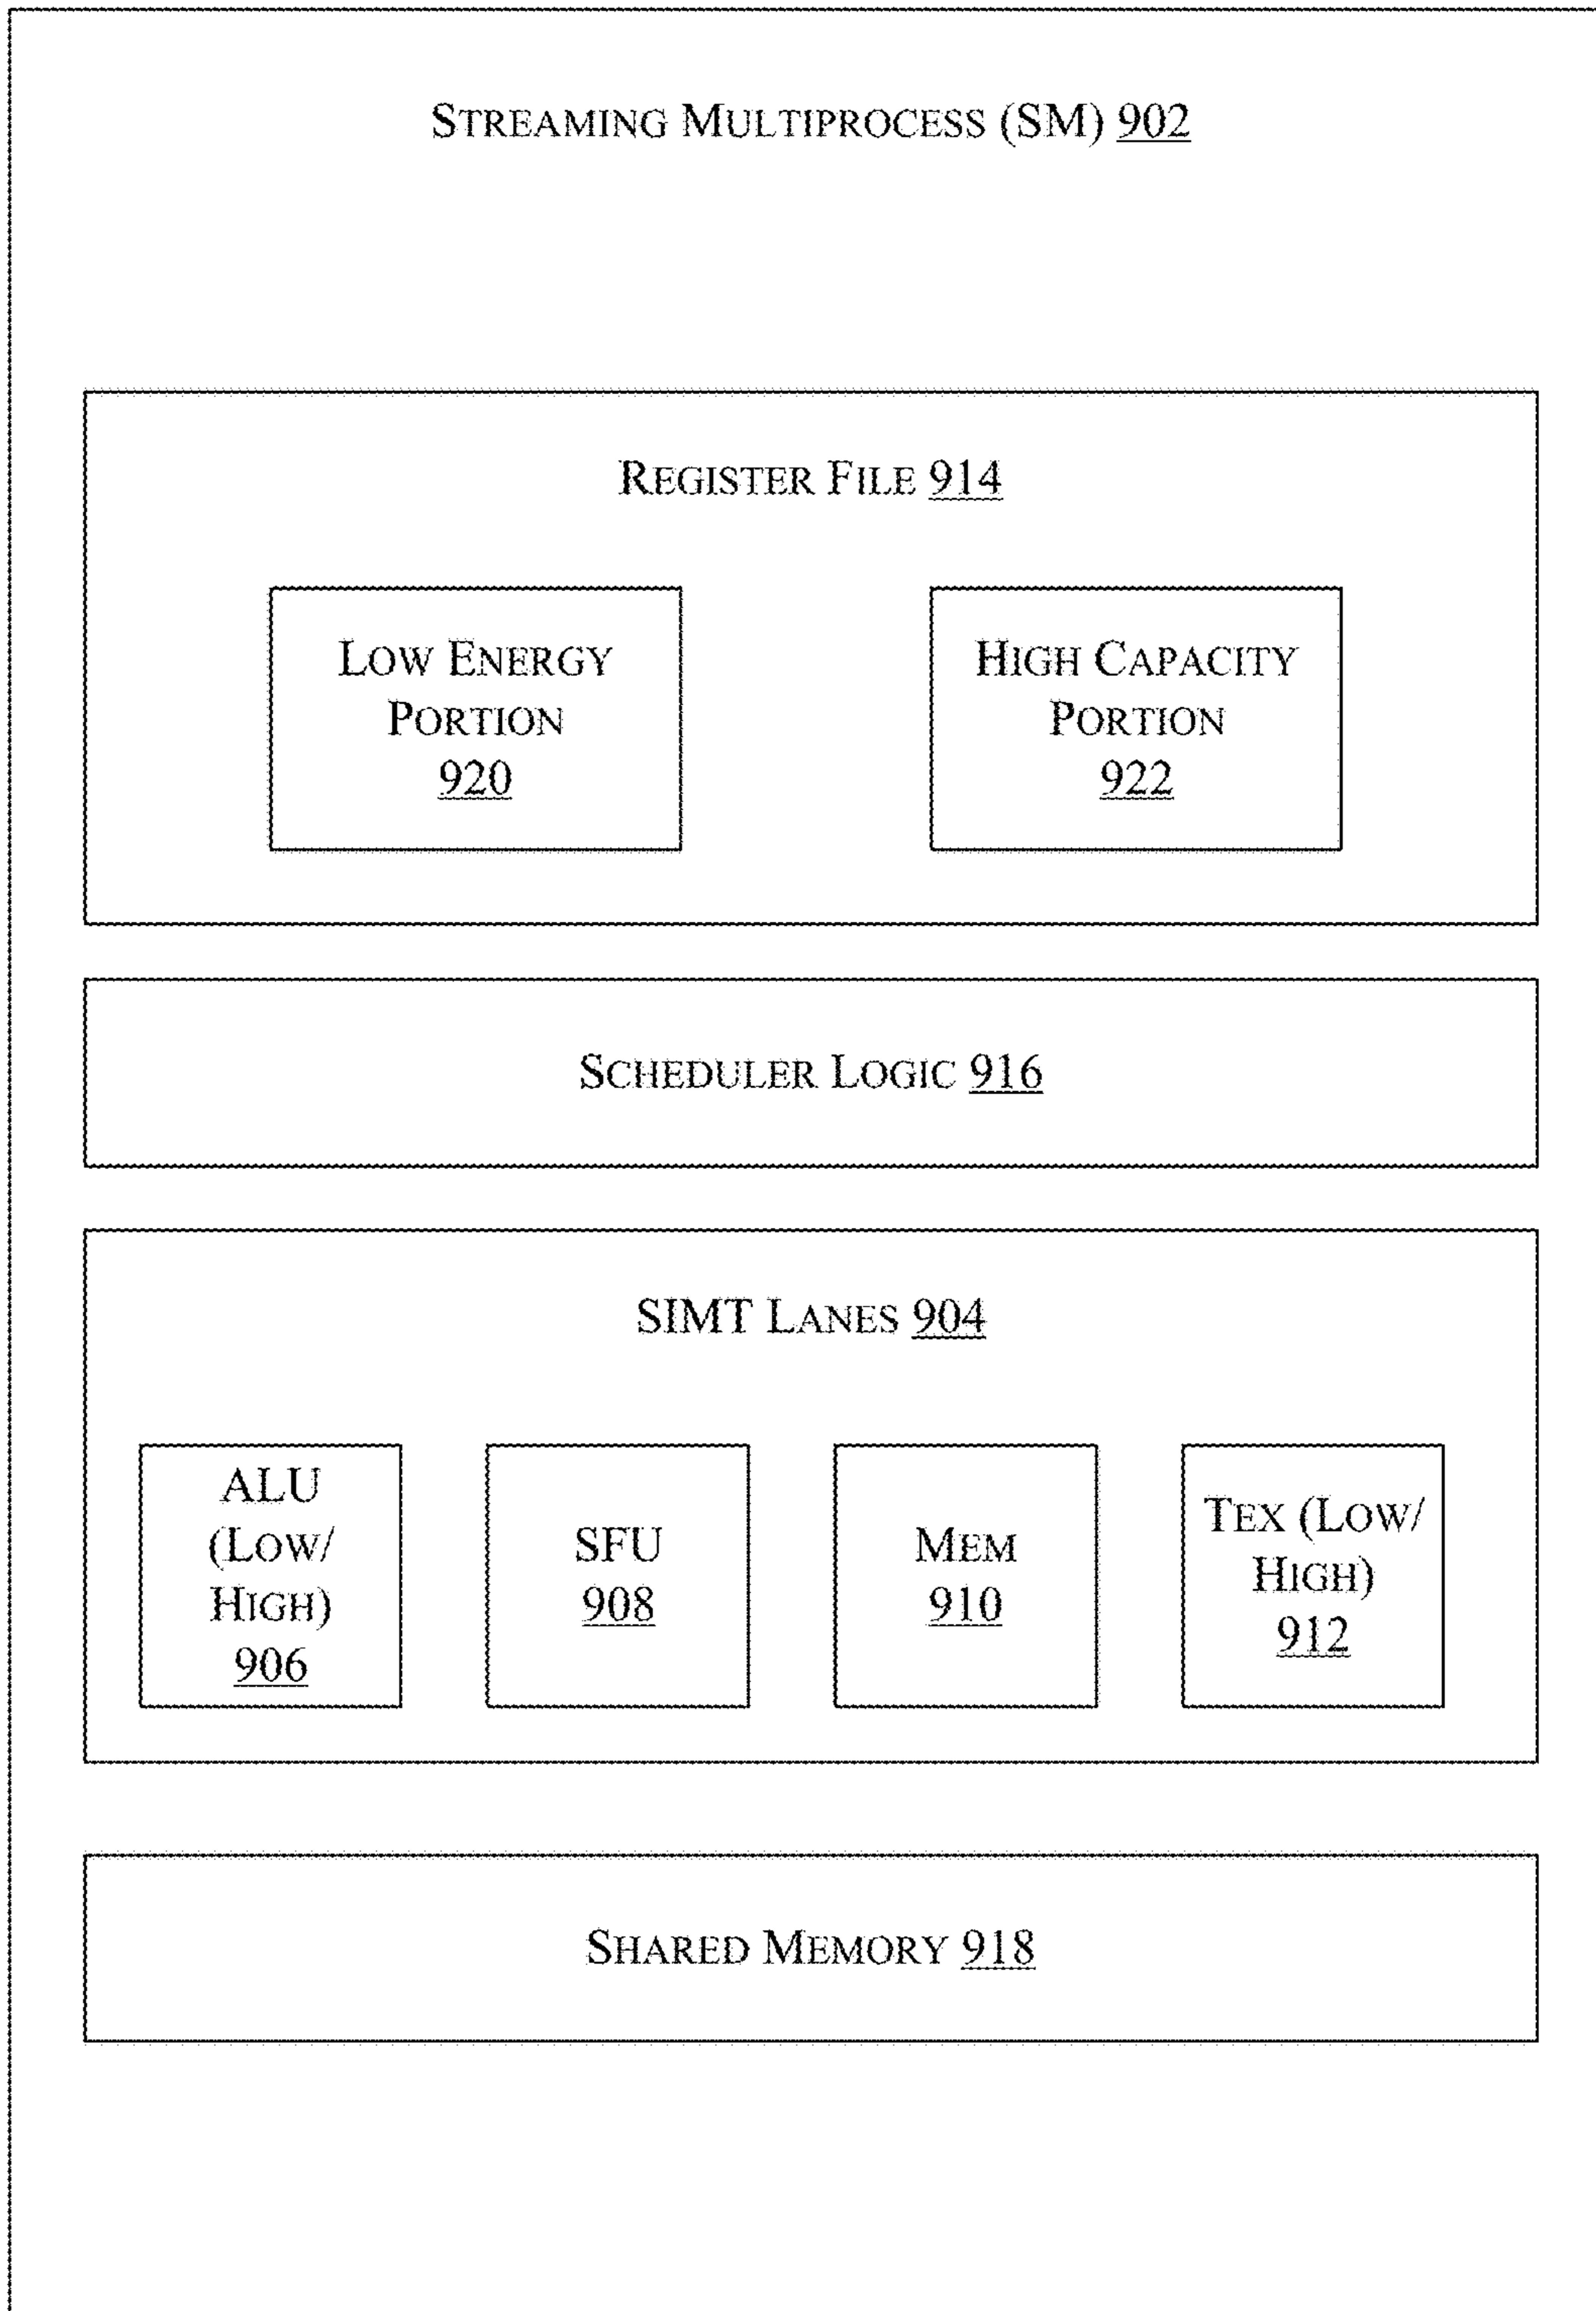 STREAMING MULTIPROCESS (SM) 902
REGISTER FILE 914
LOW ENERGY
PORTION
920
HIGH CAPACITY
PORTION
922
SCHEDULER LOGIC 916
SIMT LANES 904
ALU
(LOW/
HIGH)
906
SFU
908
MEM
910
TEX (LOW/
HIGH)
912
SHARED MEMORY 918